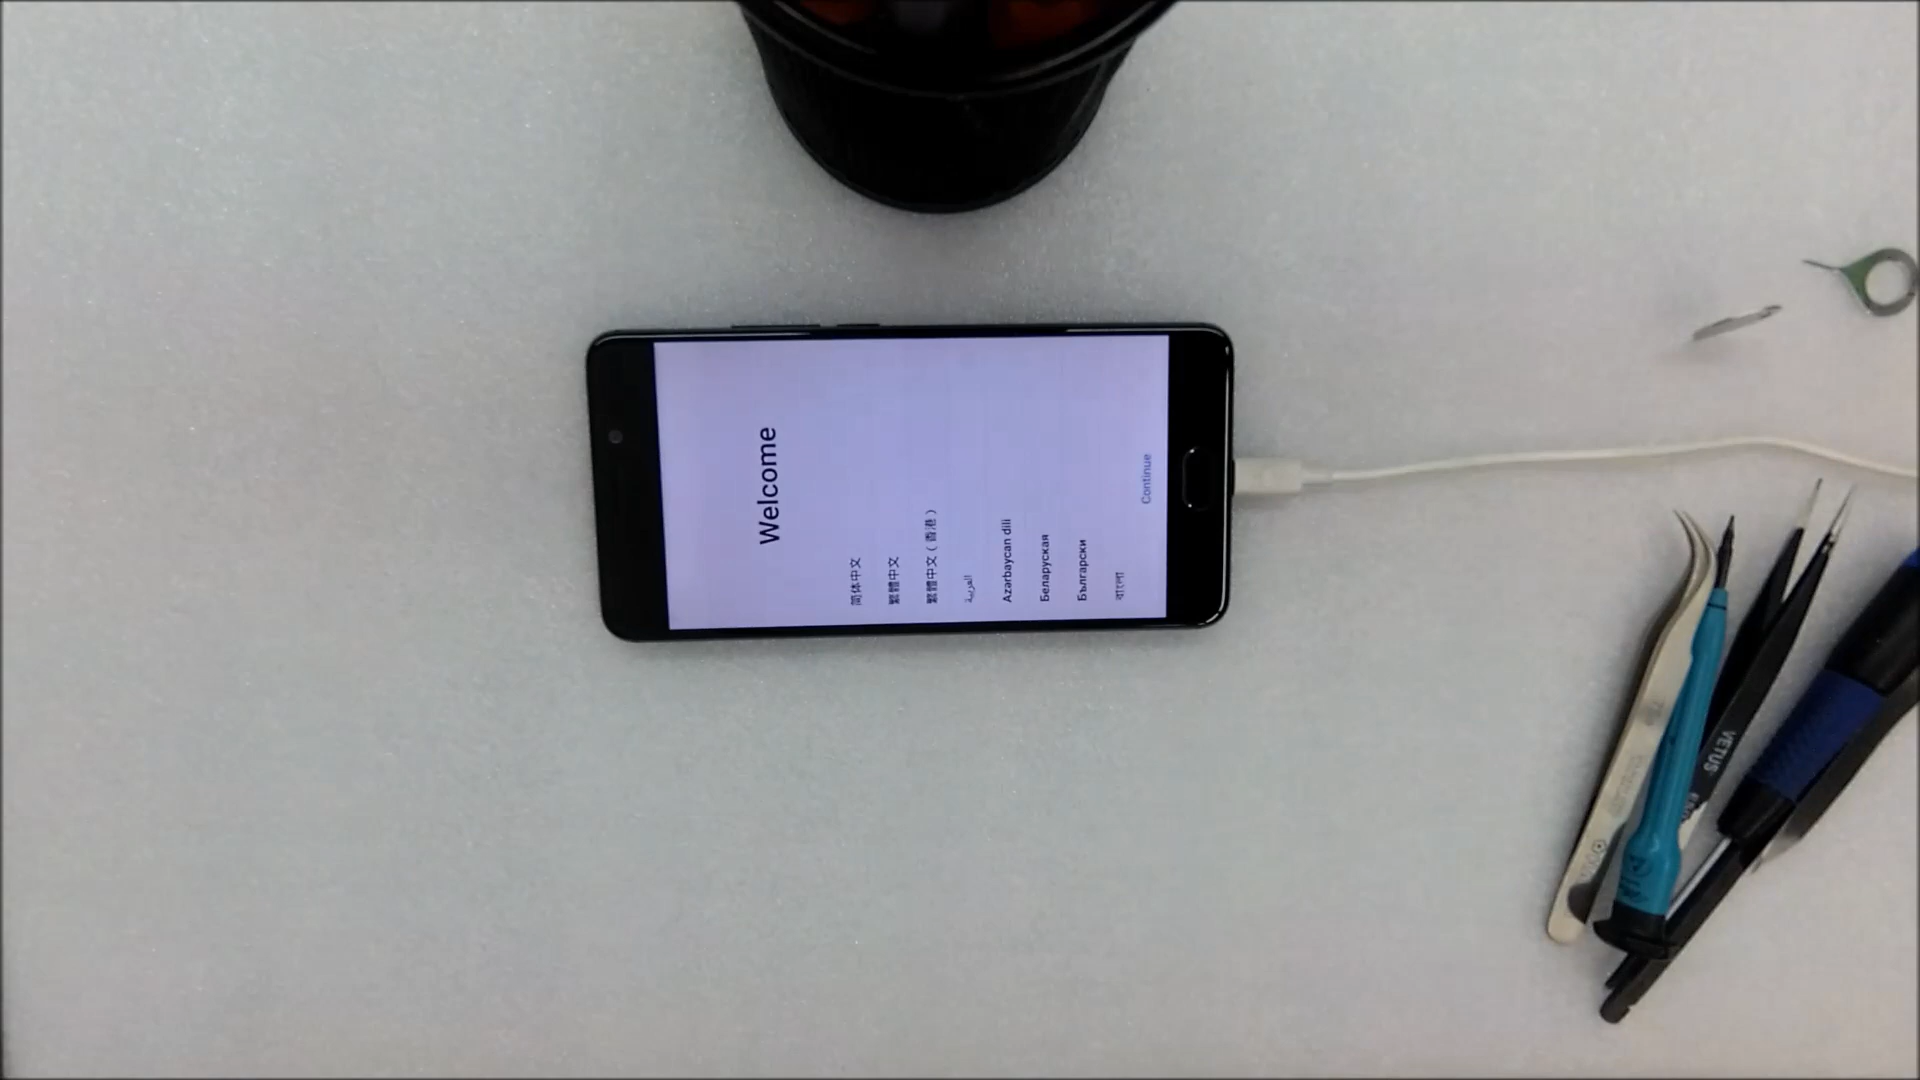 Welcome
简体中文
繁體中文
繁體中文（香港）
العربية
Azərbaycan dili
Беларуская
Български
বাংলা
Continue
VETUS